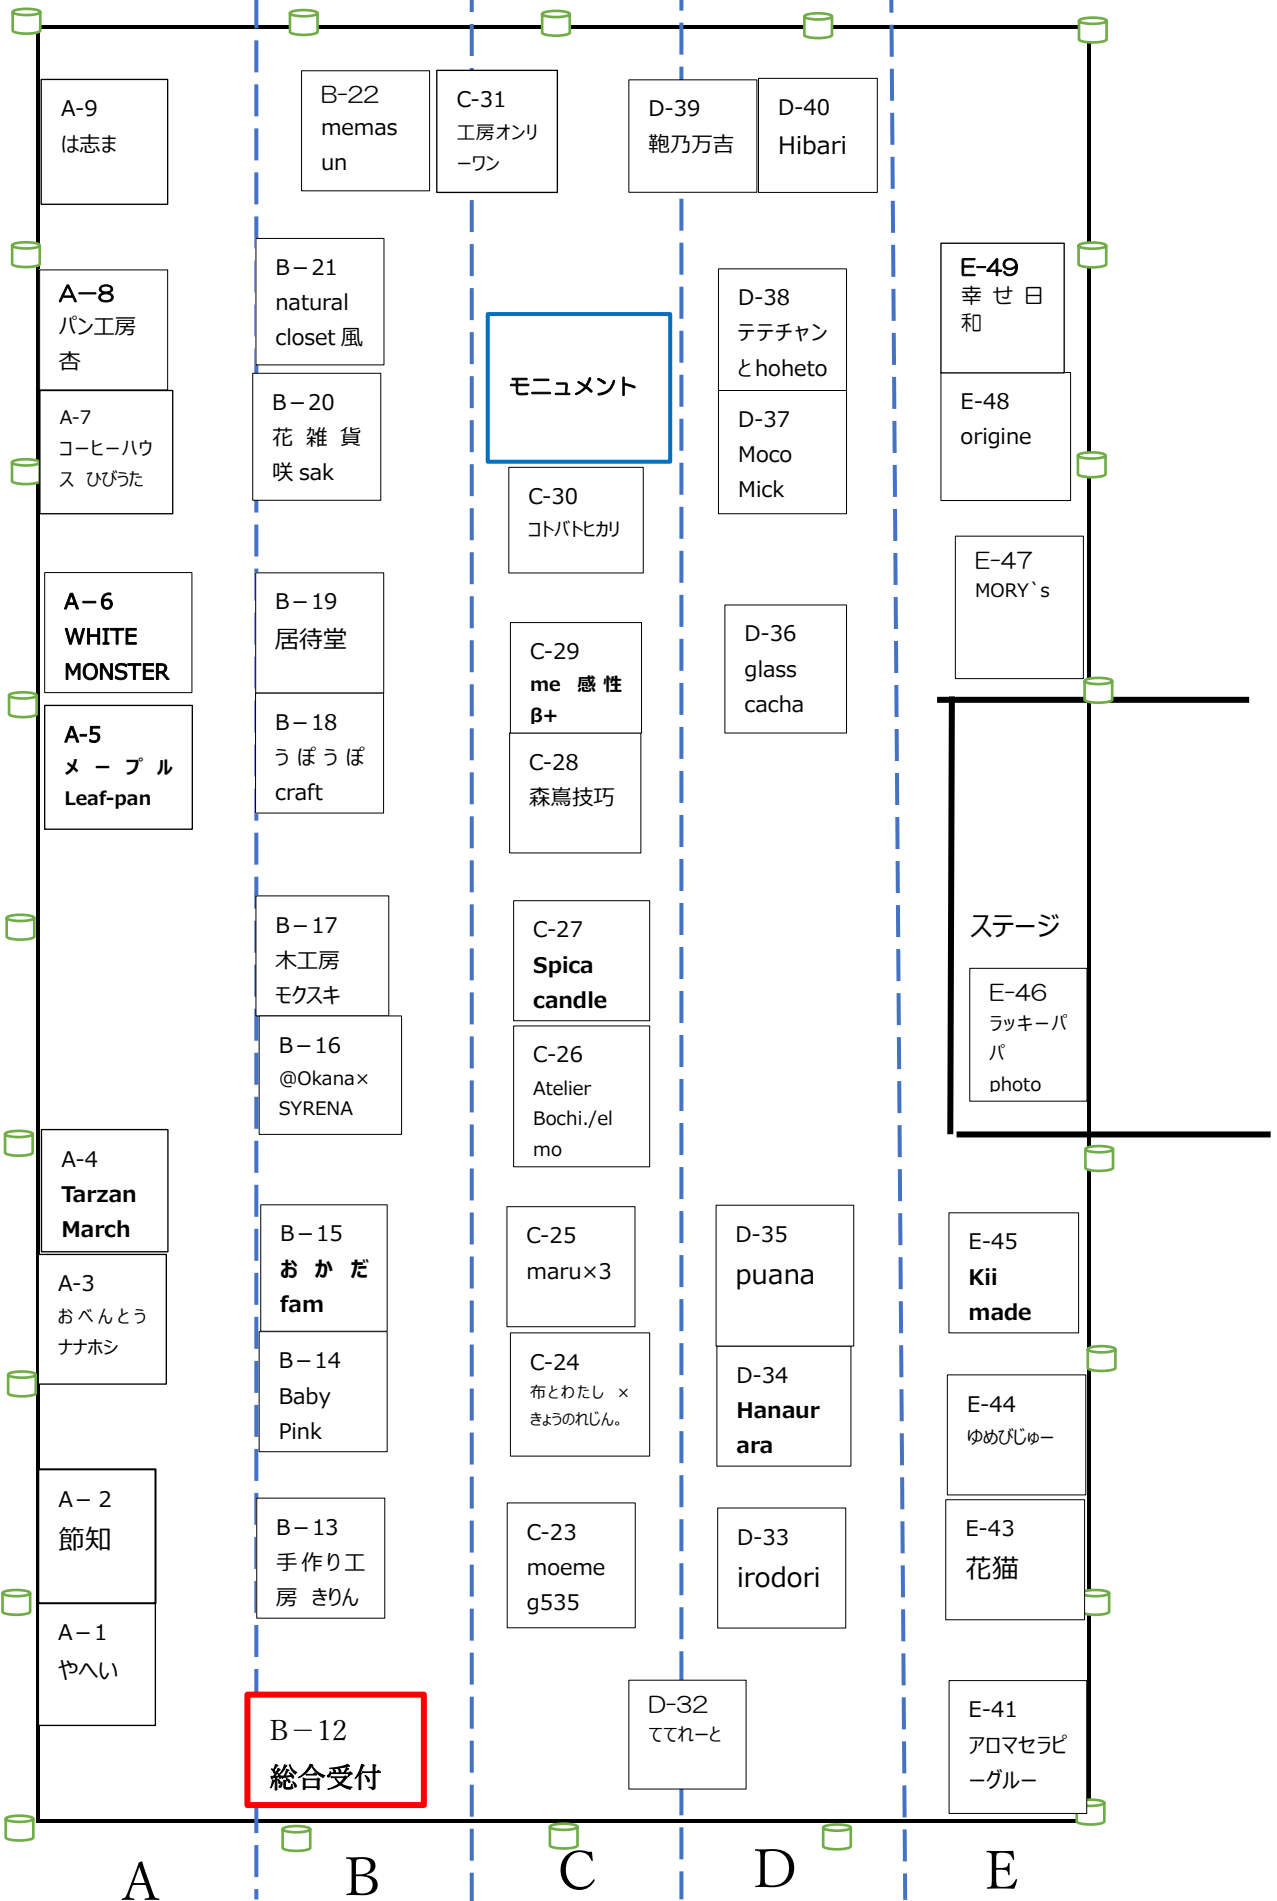 A-9
は志ま
B-22
memas
un
C-31
工房オンリ
ーワン
D-39
鞄乃万吉
D-40
Hibari
A－8
パン工房
杏
A-7
コーヒーハウ
ス ひびうた
B－21
natural
closet 風
B－20
花 雑 貨
咲 sak
モニュメント
C-30
コトバトヒカリ
D-38
テテチャン
とhoheto
D-37
Moco
Mick
E-49
幸 せ 日
和
E-48
origine
E-47
MORY`s
A－6
WHITE
MONSTER
A-5
メ ー プ ル
Leaf-pan
B－19
居待堂
B－18
うぽうぽ
craft
C-29
me 感性
β+
C-28
森嶌技巧
D-36
glass
cacha
B－17
木工房
モクスキ
B－16
@Okana×
SYRENA
C-27
Spica
candle
C-26
Atelier
Bochi./el
mo
ステージ
E-46
ラッキーパ
パ
photo
A-4
Tarzan
March
A-3
おべんとう
ナナホシ
B－15
お か だ
fam
B－14
Baby
Pink
C-25
maru×3
C-24
布とわたし ×
きょうのれじん。
D-35
puana
D-34
Hanaur
ara
E-45
Kii
made
E-44
ゆめびじゅー
A－2
節知
A－1
やへい
B－13
手作り工
房 きりん
C-23
moeme
g535
D-33
irodori
E-43
花猫
B－12
総合受付
D-32
ててれーと
E-41
アロマセラピ
ーグルー
A
B
C
D
E